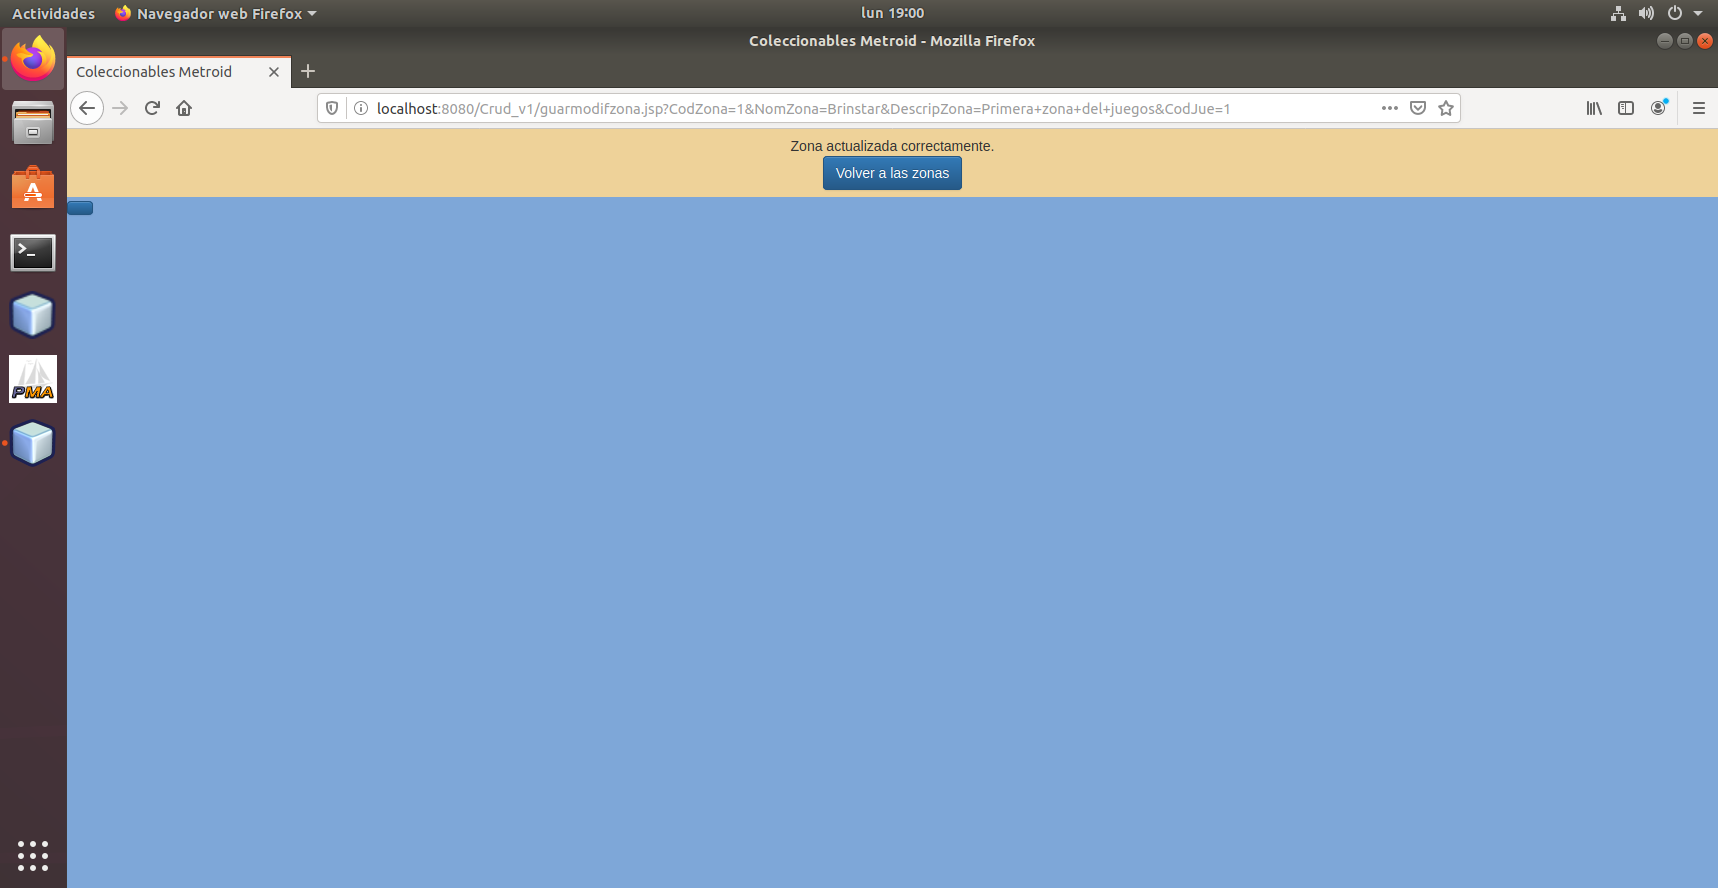 Actividades Navegador web Firefox lun 19:00
Coleccionables Metroid - Mozilla Firefox
Coleccionables Metroid
localhost:8080/Crud_v1/guarmodifzona.jsp?CodZona=1&NomZona=Brinstar&DescripZona=Primera+zona+del+juegos&CodJue=1
Zona actualizada correctamente.
Volver a las zonas
PMA